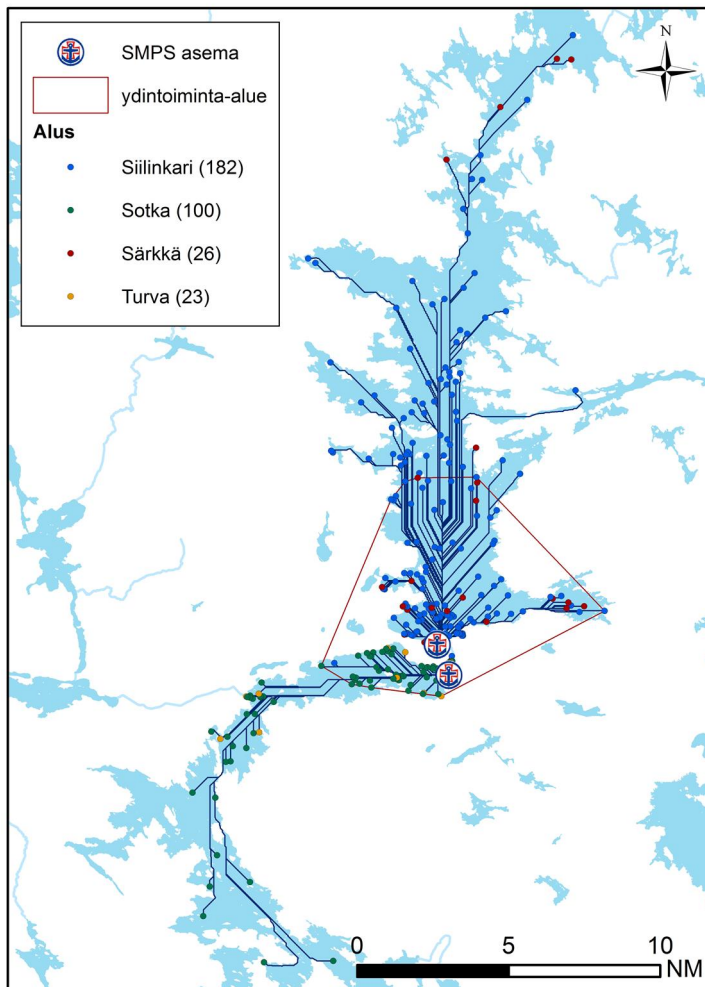 SMPS asema
ydintoiminta-alue
Alus
Siilinkari (182)
Sotka (100)
Särkkä (26)
Turva (23)
N
0 5 10
NM